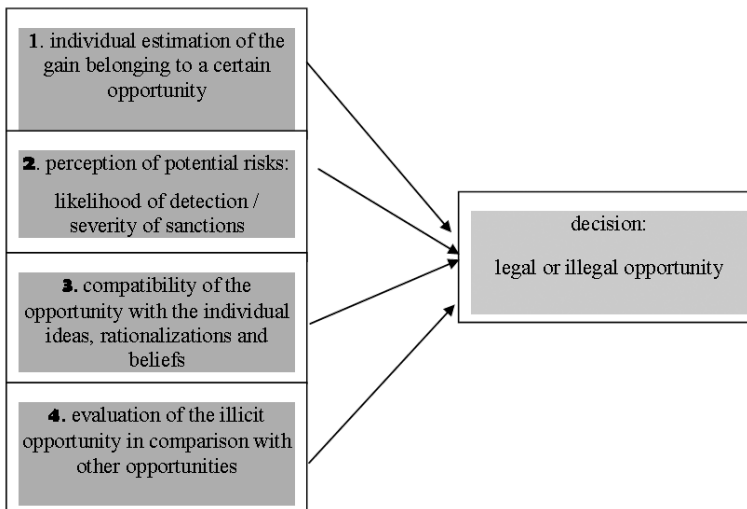 1. individual estimation of the
gain belonging to a certain
opportunity
2. perception of potential risks:
likelihood of detection /
severity of sanctions
3. compatibility of the
opportunity with the individual
ideas, rationalizations and
beliefs
4. evaluation of the illicit
opportunity in comparison with
other opportunities
decision:
legal or illegal opportunity